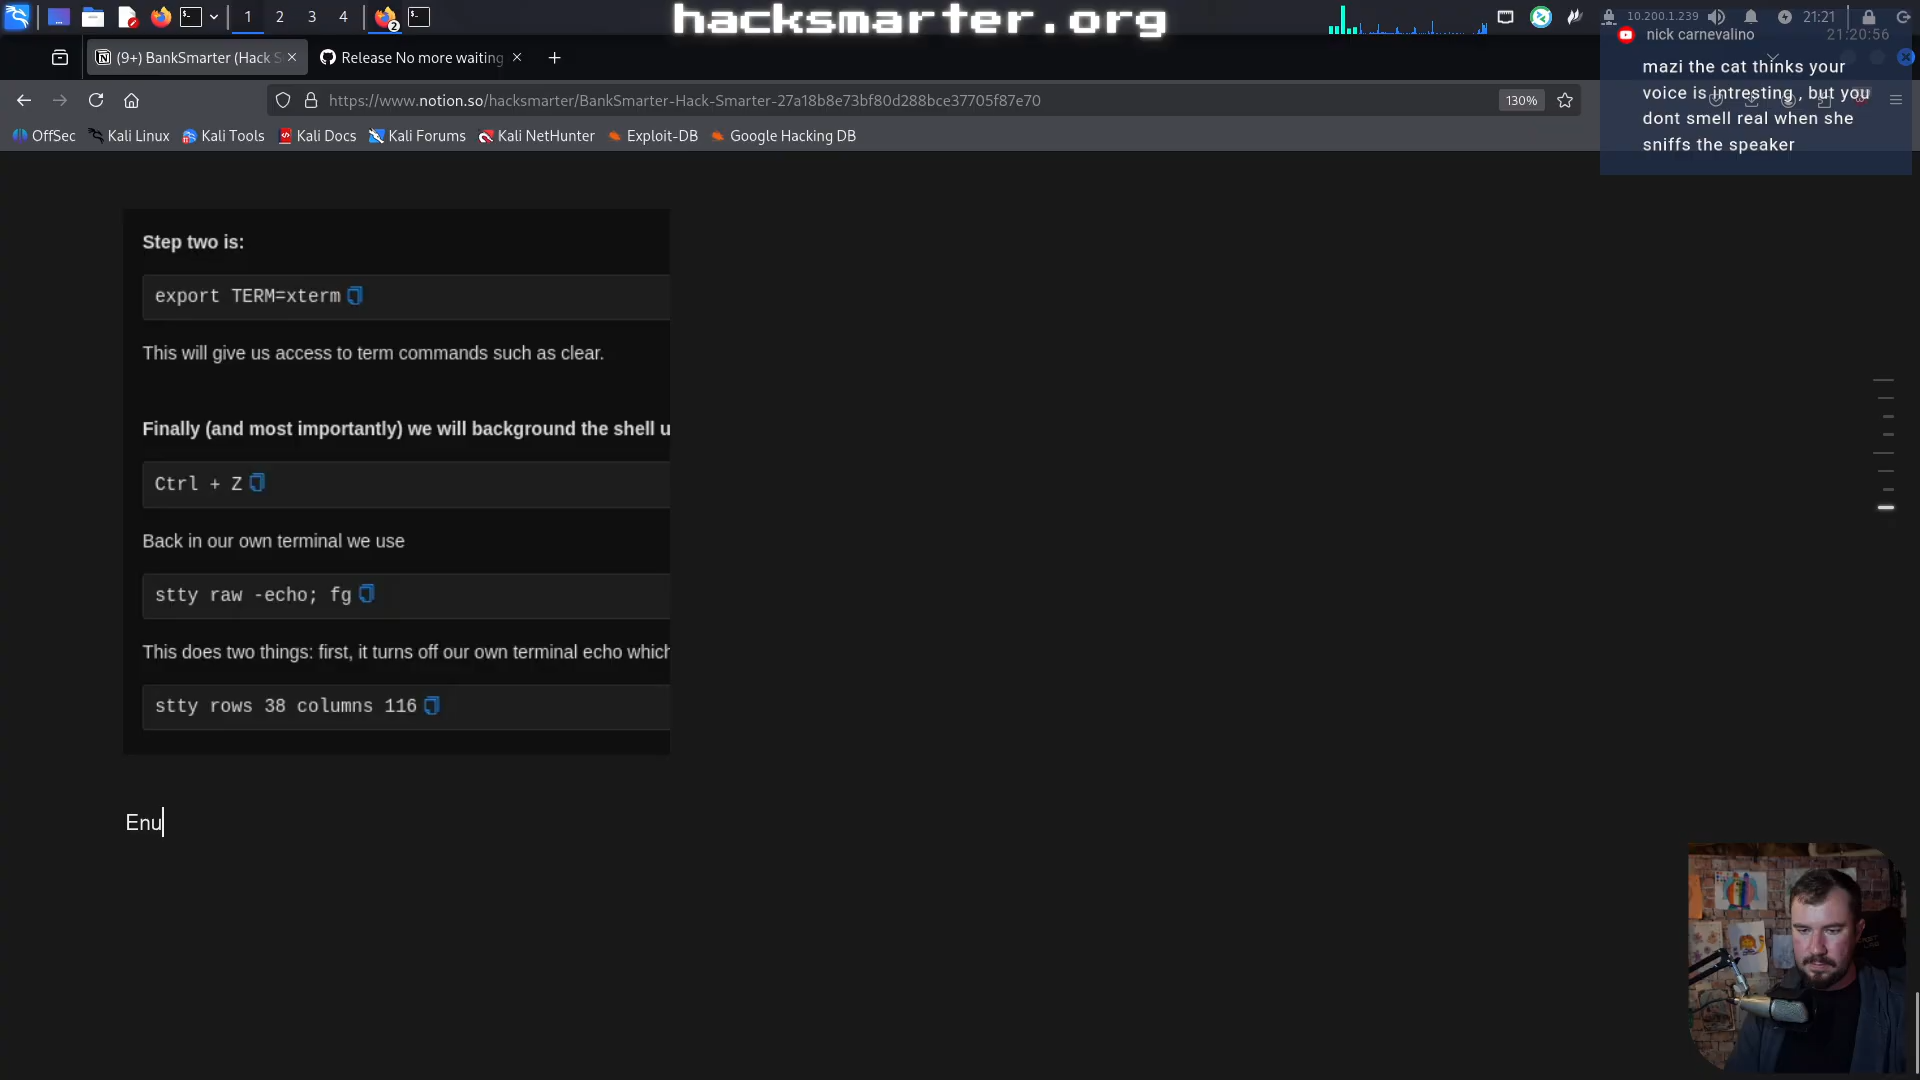 1 2 3 4
hacksmarter.org
10.200.1.239
21:21
(9+) BankSmarter (Hack S
Release No more waiting
https://www.notion.so/hacksmarter/BankSmarter-Hack-Smarter-27a18b8e73bf80d288bce37705f87e70
130%
OffSec Kali Linux Kali Tools Kali Docs Kali Forums Kali NetHunter Exploit-DB Google Hacking DB
nick carnevalino 21:20:56
mazi the cat thinks your
voice is intresting , but you
dont smell real when she
sniffs the speaker
Step two is:
export TERM=xterm
This will give us access to term commands such as clear.
Finally (and most importantly) we will background the shell u
Ctrl + Z
Back in our own terminal we use
stty raw -echo; fg
This does two things: first, it turns off our own terminal echo which
stty rows 38 columns 116
Enu